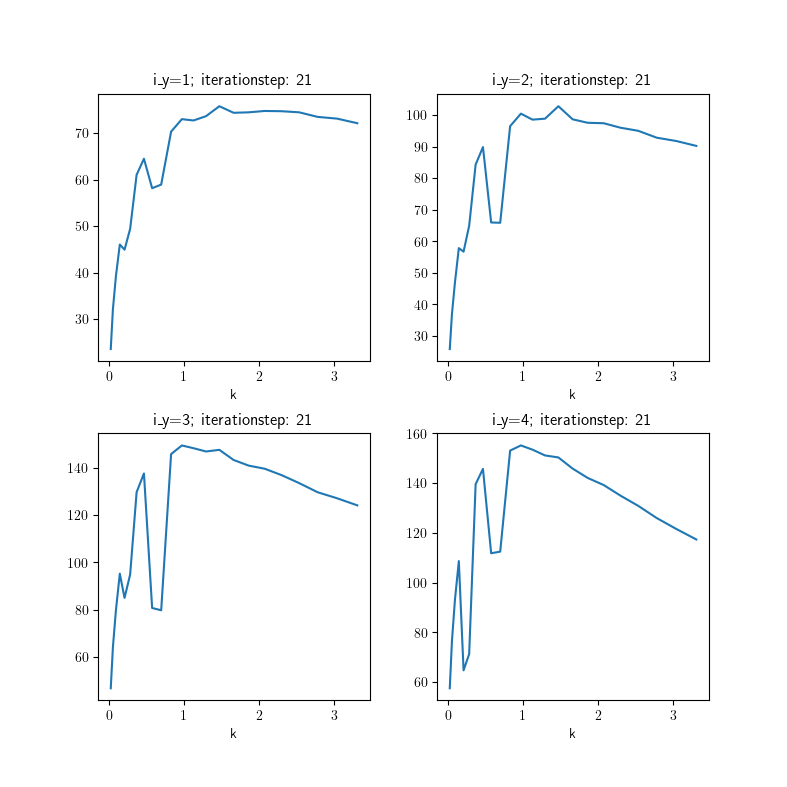 i_y=1; iterationstep: 21
i_y=2; iterationstep: 21
70
60
50
40
30
0 1 2 3
k
100
90
80
70
60
50
40
30
0 1 2 3
k
i_y=3; iterationstep: 21
i_y=4; iterationstep: 21
140
120
100
80
60
0 1 2 3
k
160
140
120
100
80
60
0 1 2 3
k